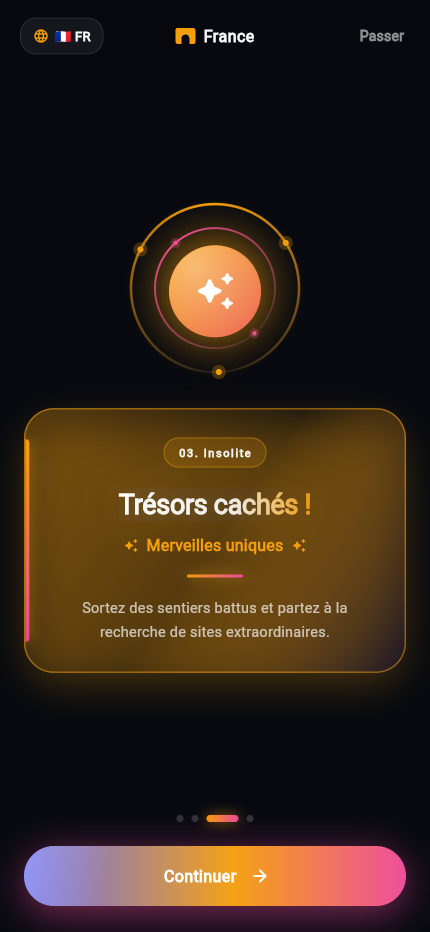 🇫🇷 FR
France
Passer
03. Insolite
Trésors cachés !
Merveilles uniques
Sortez des sentiers battus et partez à la
recherche de sites extraordinaires.
Continuer →